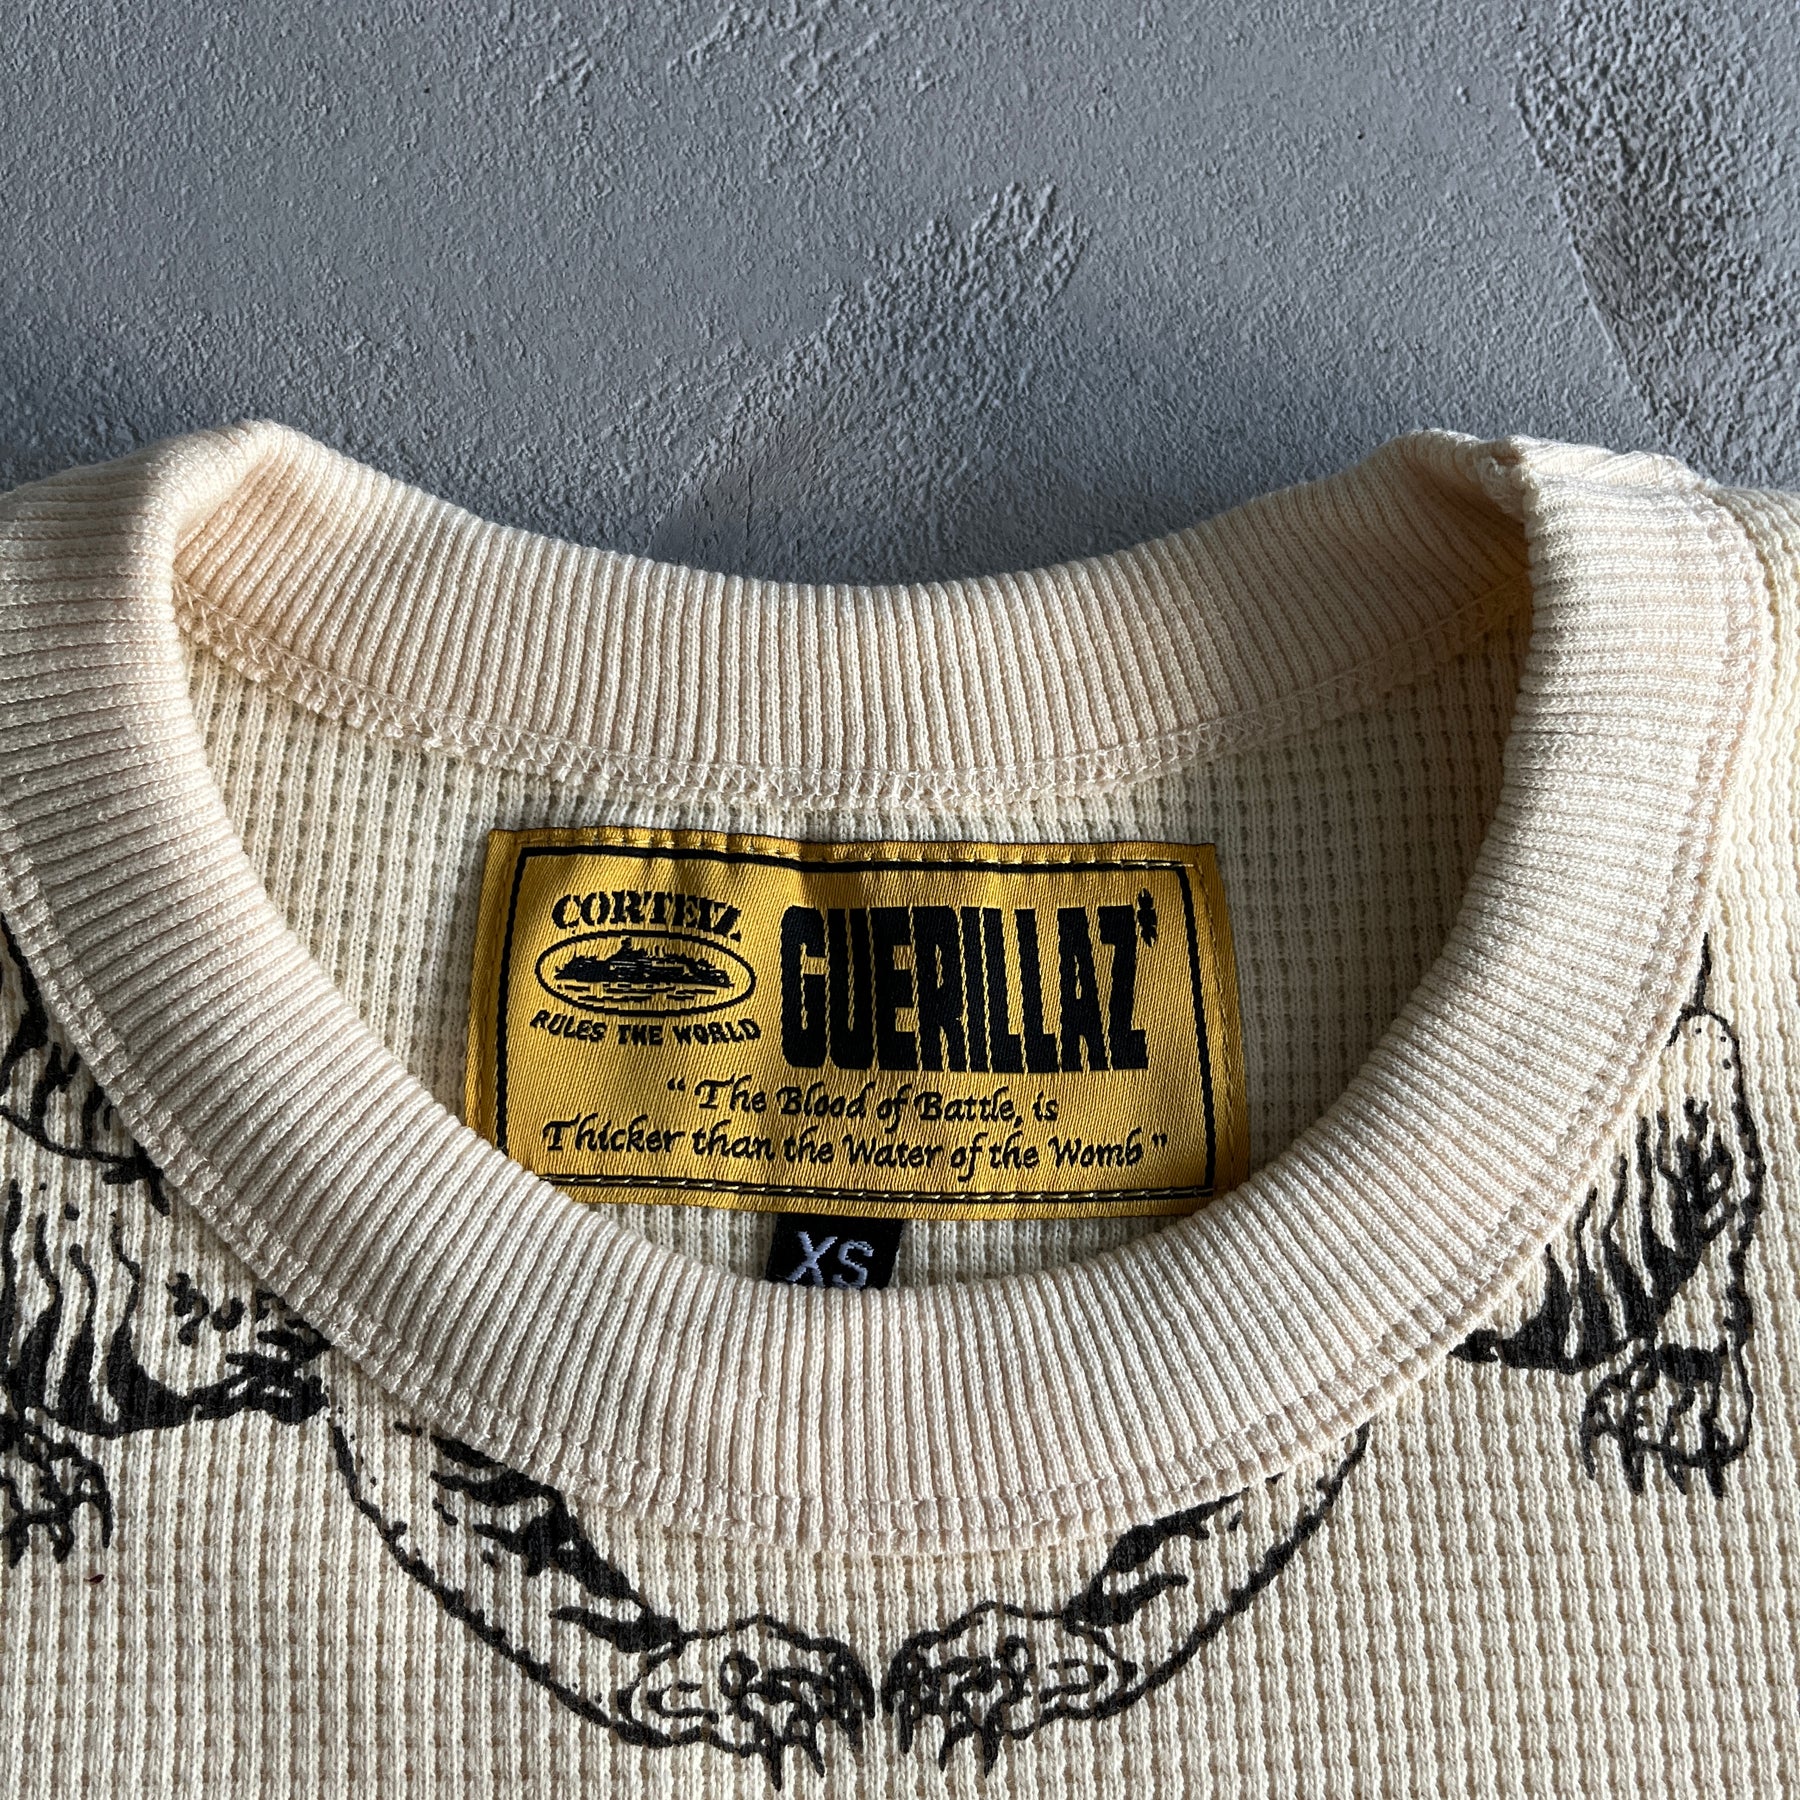 CORTEIZ
RULES THE WORLD
GUERILLAZ*
“The Blood of Battle, is
Thicker than the Water of the Womb”
XS